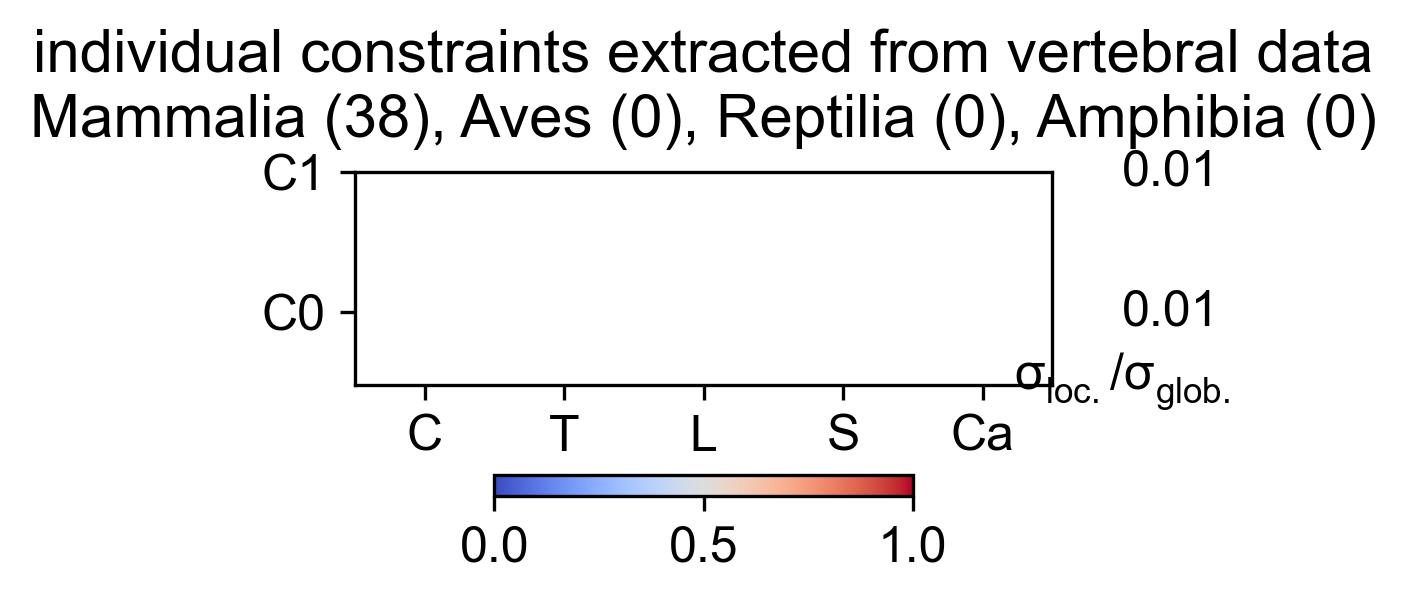 individual constraints extracted from vertebral data
Mammalia (38), Aves (0), Reptilia (0), Amphibia (0)
C1 0.01
C0 0.01
σloc. /σglob.
C T L S Ca
0.0 0.5 1.0